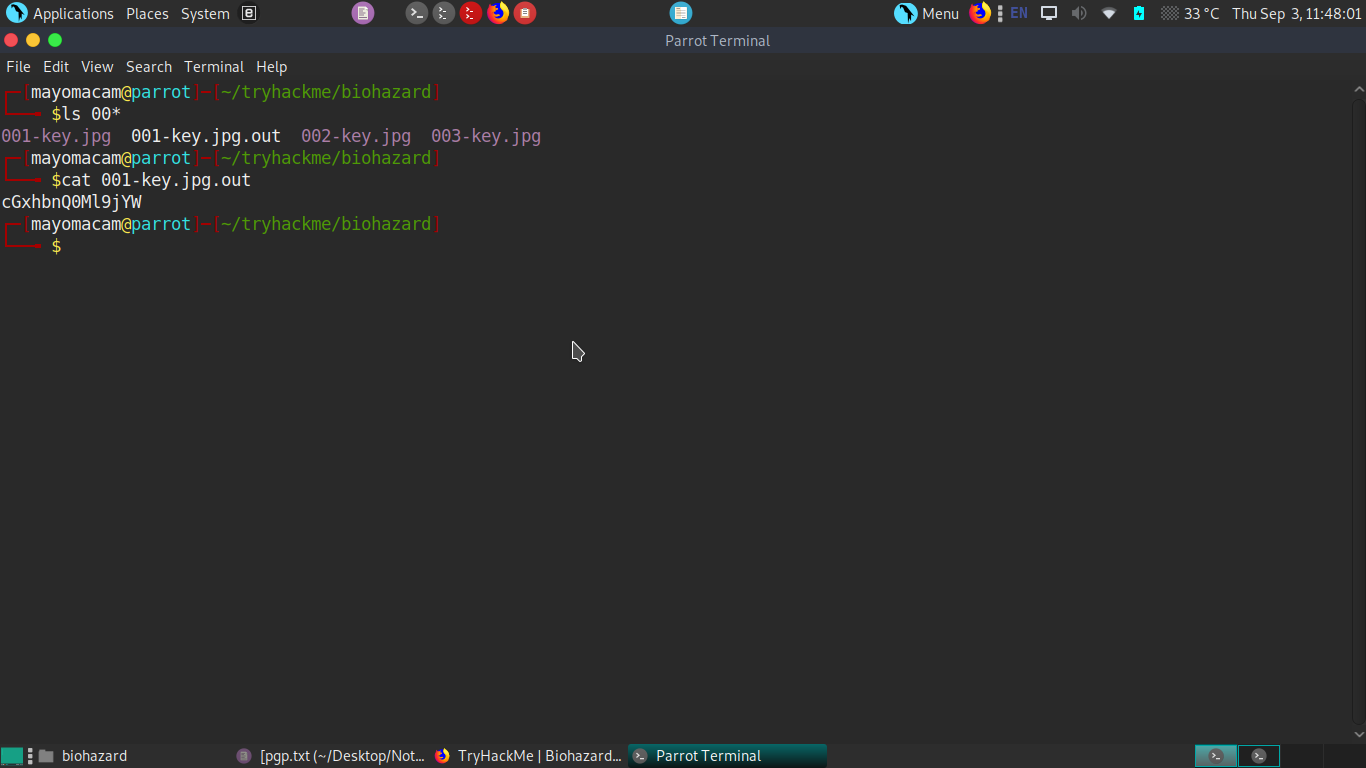 Applications Places System Menu EN 33 °C Thu Sep 3, 11:48:01
Parrot Terminal
File Edit View Search Terminal Help
┌─[mayomacam@parrot]─[~/tryhackme/biohazard]
└──╼ $ls 00*
001-key.jpg 001-key.jpg.out 002-key.jpg 003-key.jpg
┌─[mayomacam@parrot]─[~/tryhackme/biohazard]
└──╼ $cat 001-key.jpg.out
cGxhbnQ0Ml9jYW
┌─[mayomacam@parrot]─[~/tryhackme/biohazard]
└──╼ $
biohazard [pgp.txt (~/Desktop/Not... TryHackMe | Biohazard... Parrot Terminal